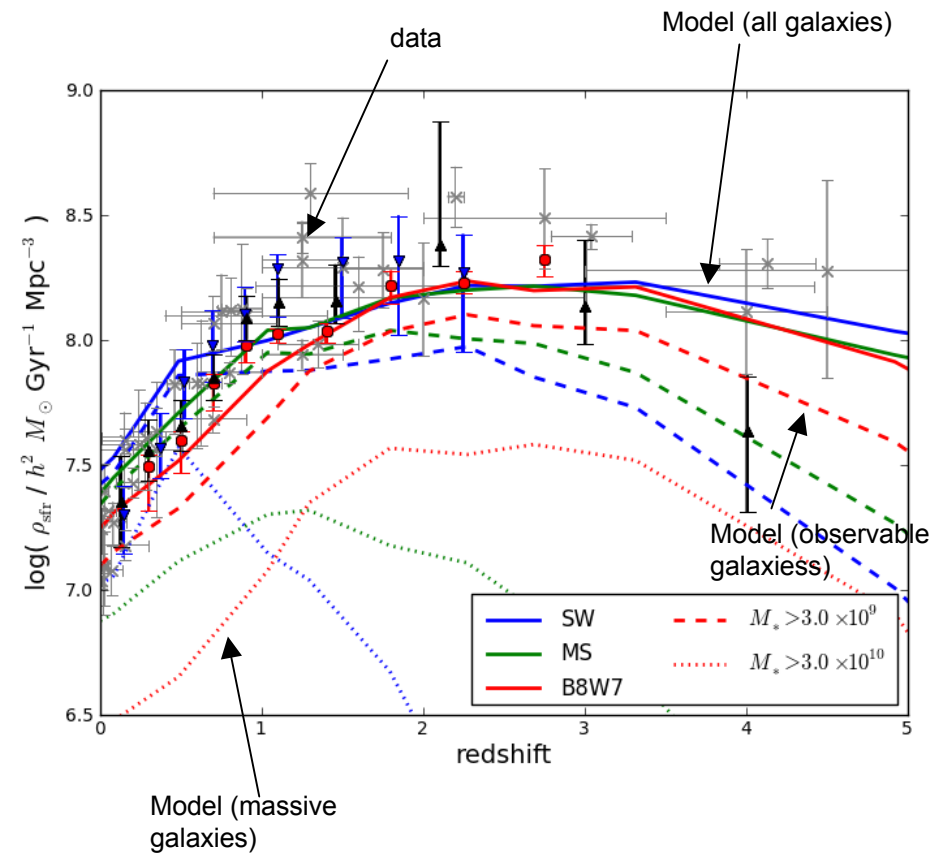 data
Model (all galaxies)
9.0
8.5
8.0
7.5
7.0
6.5
log( ρsfr / h² M⊙ Gyr⁻¹ Mpc⁻³ )
Model (observable
galaxiess)
SW
MS
B8W7
M* >3.0 ×10⁹
M* >3.0 ×10¹⁰
0 1 2 3 4 5
redshift
Model (massive
galaxies)